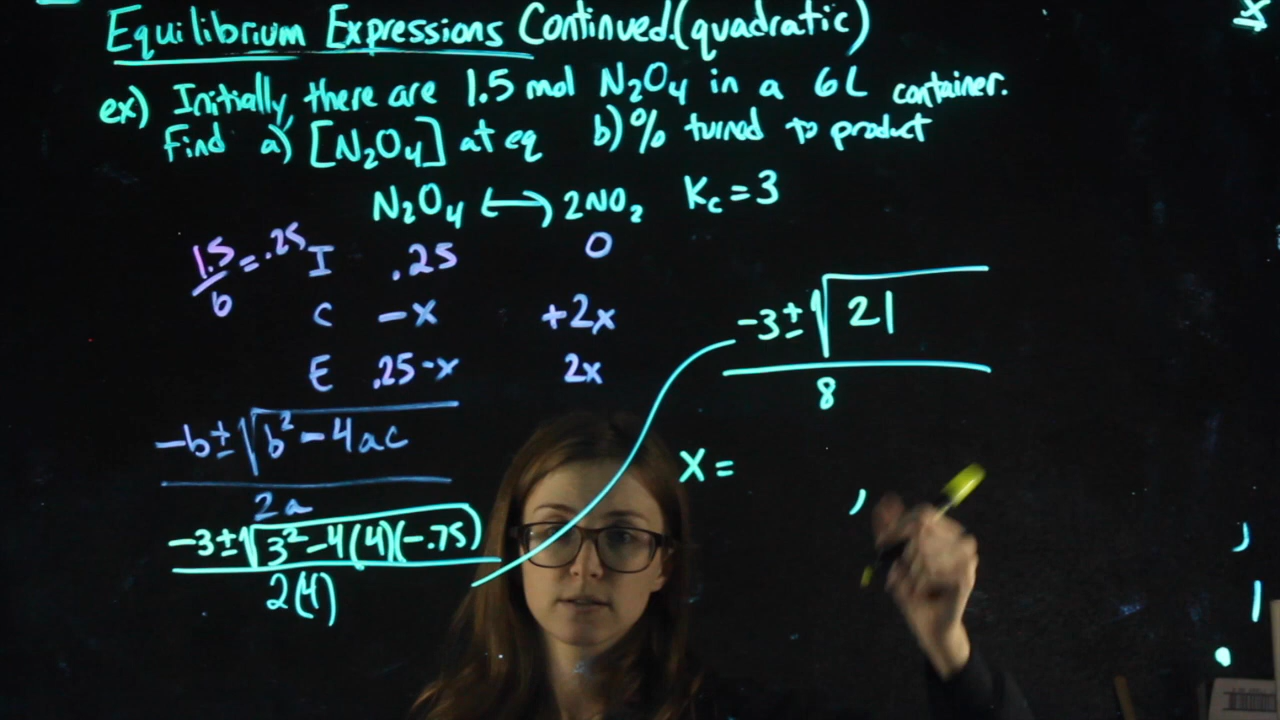 Equilibrium Expressions Continued (quadratic)
ex) Initially, there are 1.5 mol N₂O₄ in a 6L container.
Find a) [N₂O₄] at eq b) % turned to product
N₂O₄ ⟷ 2NO₂ Kc = 3
1.5/6 = .25
I .25 0
C -x +2x
E .25-x 2x
-b±√(b²-4ac)
2a
-3±√(3²-4(4)(-.75))
2(4)
-3±√21
8
x = ,